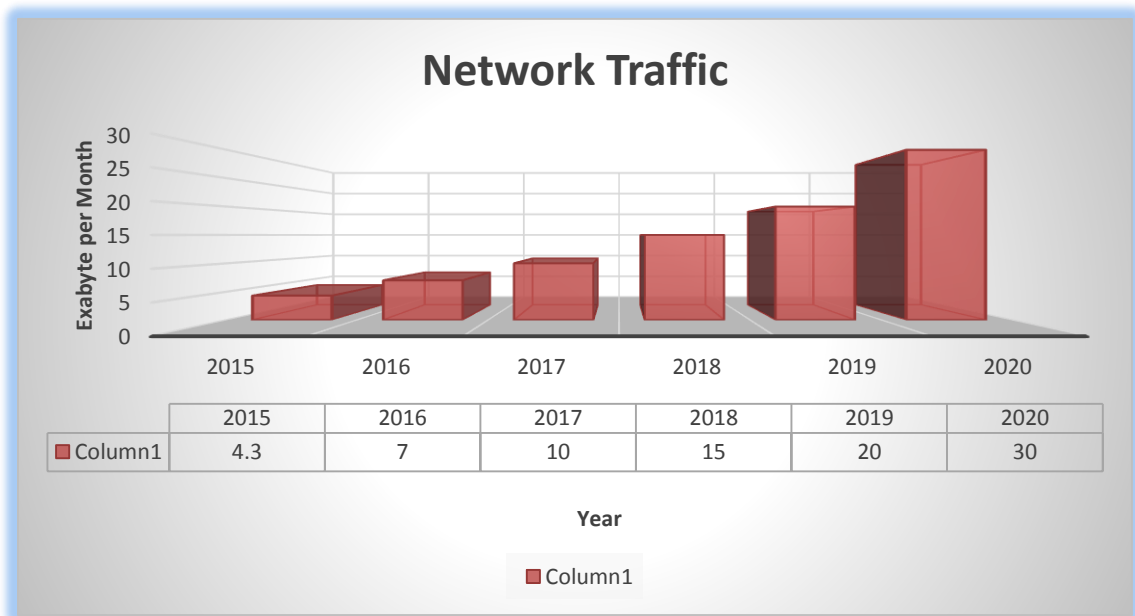 Network Traffic
Exabyte per Month
30
25
20
15
10
5
0
2015 2016 2017 2018 2019 2020
2015 2016 2017 2018 2019 2020
Column1 4.3 7 10 15 20 30
Year
Column1